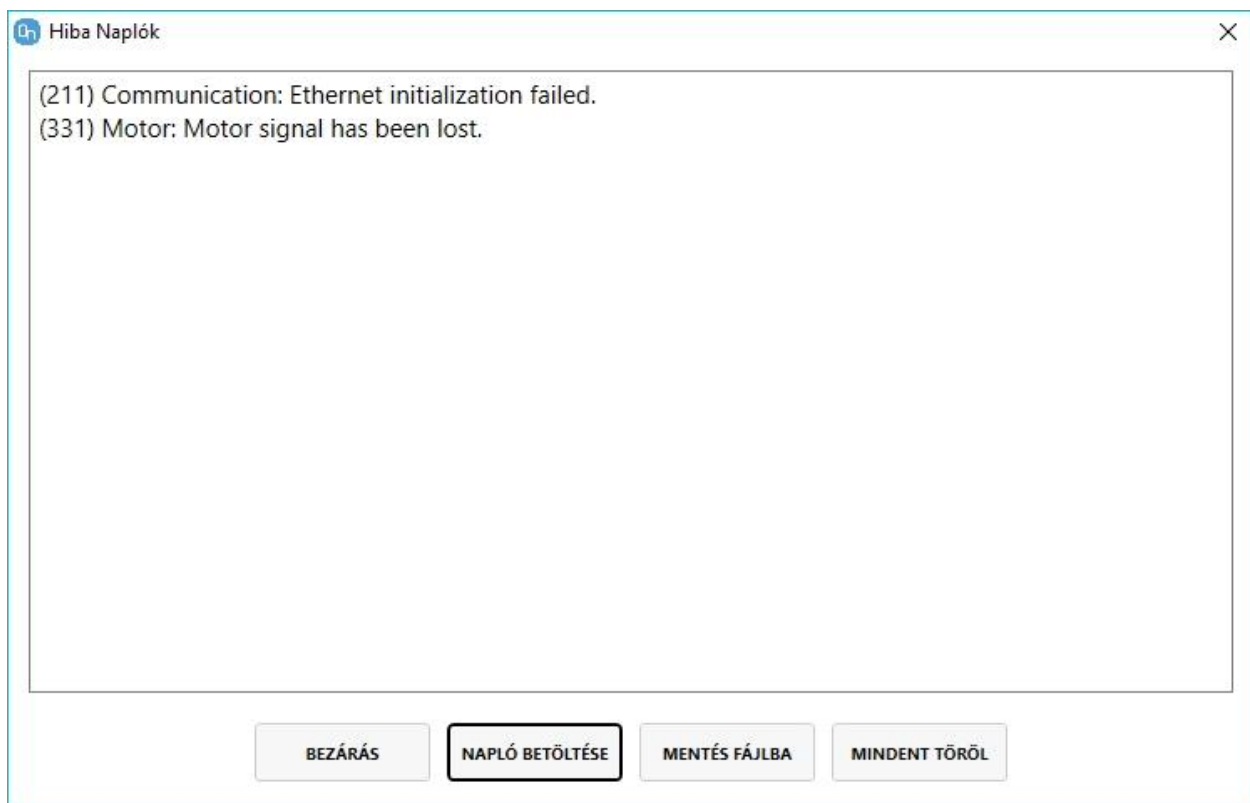 Hiba Naplók
(211) Communication: Ethernet initialization failed.
(331) Motor: Motor signal has been lost.
BEZÁRÁS
NAPLÓ BETÖLTÉSE
MENTÉS FÁJLBA
MINDENT TÖRÖL